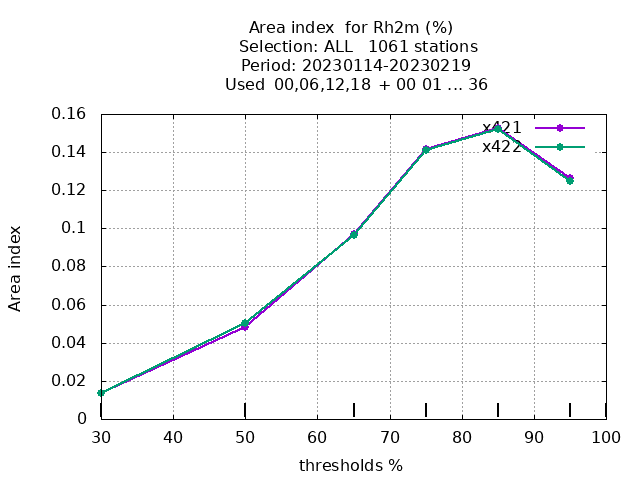 Area index  for Rh2m (%)
Selection: ALL   1061 stations
Period: 20230114-20230219
Used  00,06,12,18  + 00 01 ... 36
x421
x422
0.16
0.14
0.12
0.1
0.08
0.06
0.04
0.02
0
Area index
30 40 50 60 70 80 90 100
thresholds %